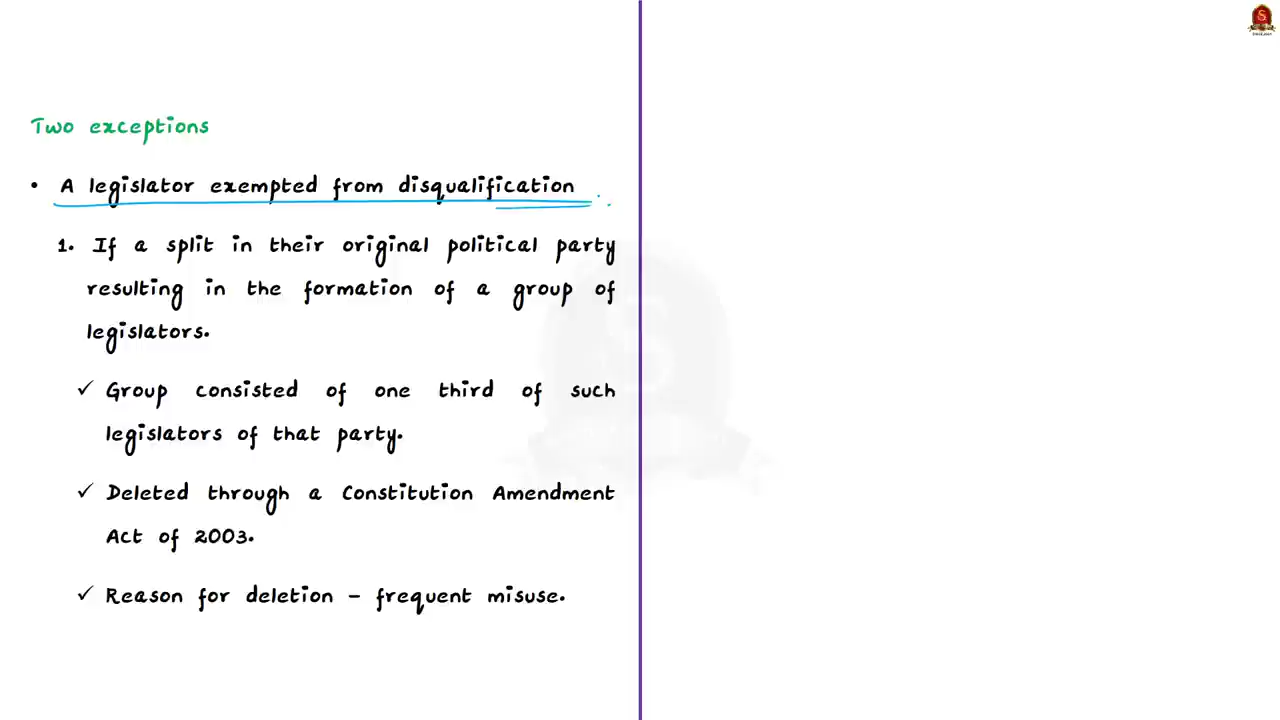 Two exceptions
• A legislator exempted from disqualification
1. If a split in their original political party
resulting in the formation of a group of
legislators.
✓ Group consisted of one third of such
legislators of that party.
✓ Deleted through a Constitution Amendment
Act of 2003.
✓ Reason for deletion – frequent misuse.